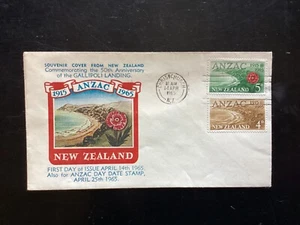 SOUVENIR COVER FROM NEW ZEALAND
Commemorating the 50th Anniversary
of the GALLIPOLI LANDING
1915 ANZAC 1965
NEW ZEALAND
FIRST DAY OF ISSUE APRIL 14th 1965.
Also for ANZAC DAY DATE STAMP,
APRIL 25th 1965.
ANZAC
NEW ZEALAND 5
ANZAC
NEW ZEALAND 4